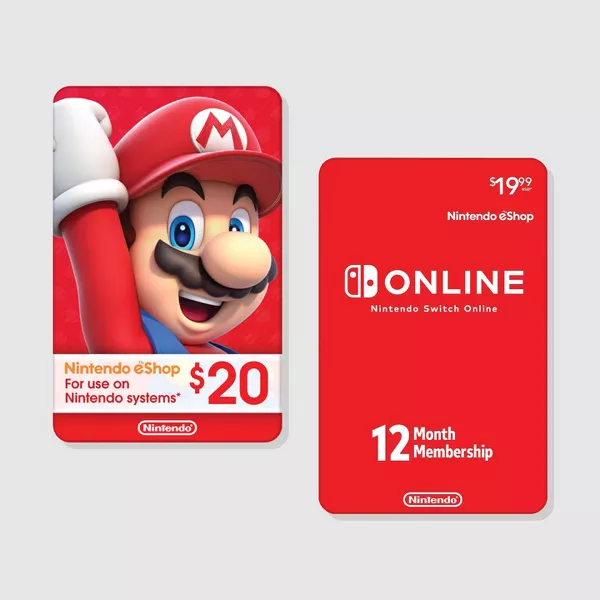 M
Nintendo eShop
For use on
Nintendo systems*
$20
Nintendo
$19.99
Nintendo eShop
ONLINE
Nintendo Switch Online
12 Month
Membership
Nintendo